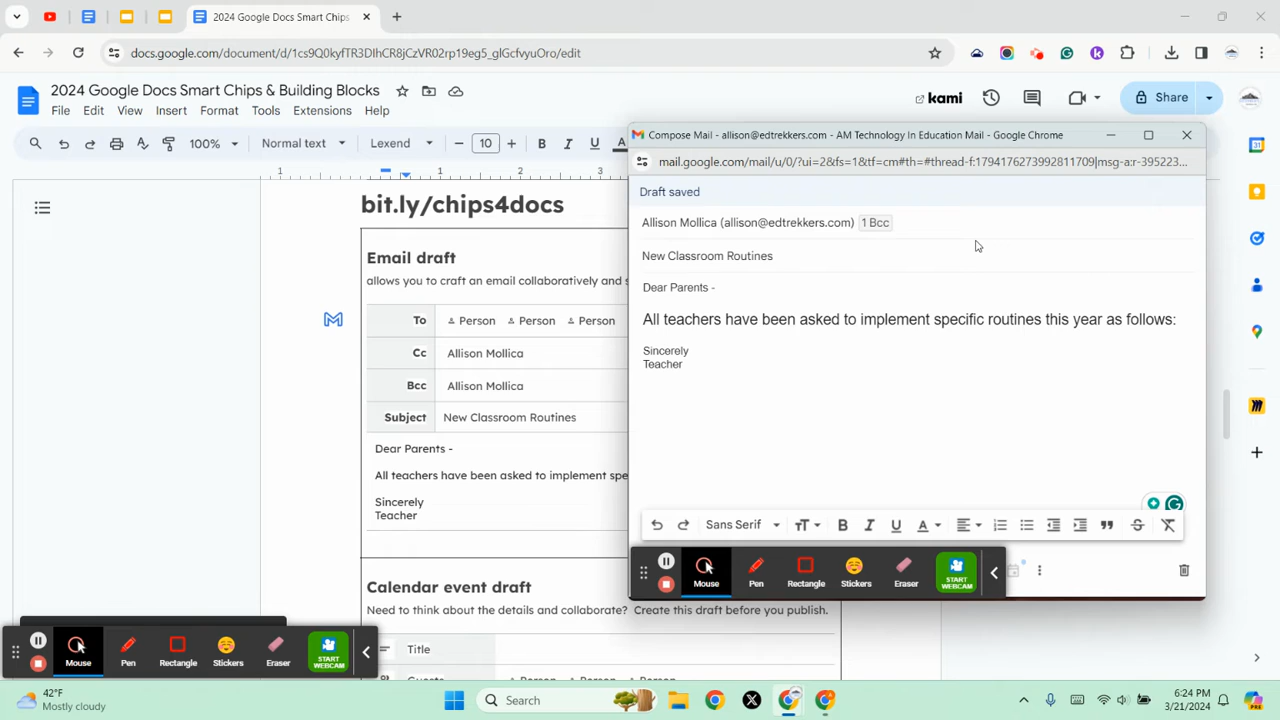 2024 Google Docs Smart Chips
docs.google.com/document/d/1cs9Q0kyfTR3DIhCR8jCzVR02rp19eg5_glGcfvyuOro/edit
2024 Google Docs Smart Chips & Building Blocks
kami
Share
File Edit View Insert Format Tools Extensions Help
100% Normal text Lexend 10 B I U A
1 1 2 3
Compose Mail - allison@edtrekkers.com - AM Technology In Education Mail - Google Chrome
mail.google.com/mail/u/0/?ui=2&fs=1&tf=cm#th=#thread-f:1794176273992811709|msg-a:r-395223...
Draft saved
Allison Mollica (allison@edtrekkers.com) 1 Bcc
New Classroom Routines
Dear Parents -
All teachers have been asked to implement specific routines this year as follows:
Sincerely
Teacher
Sans Serif B I U A
Mouse Pen Rectangle Stickers Eraser START WEBCAM
bit.ly/chips4docs
Email draft
allows you to craft an email collaboratively and s
To Person Person Person
Cc Allison Mollica
Bcc Allison Mollica
Subject New Classroom Routines
Dear Parents -
All teachers have been asked to implement spe
Sincerely
Teacher
Calendar event draft
Need to think about the details and collaborate? Create this draft before you publish.
Title
Guests Person Person Person
Mouse Pen Rectangle Stickers Eraser START WEBCAM
42°F
Mostly cloudy
Search
6:24 PM
3/21/2024